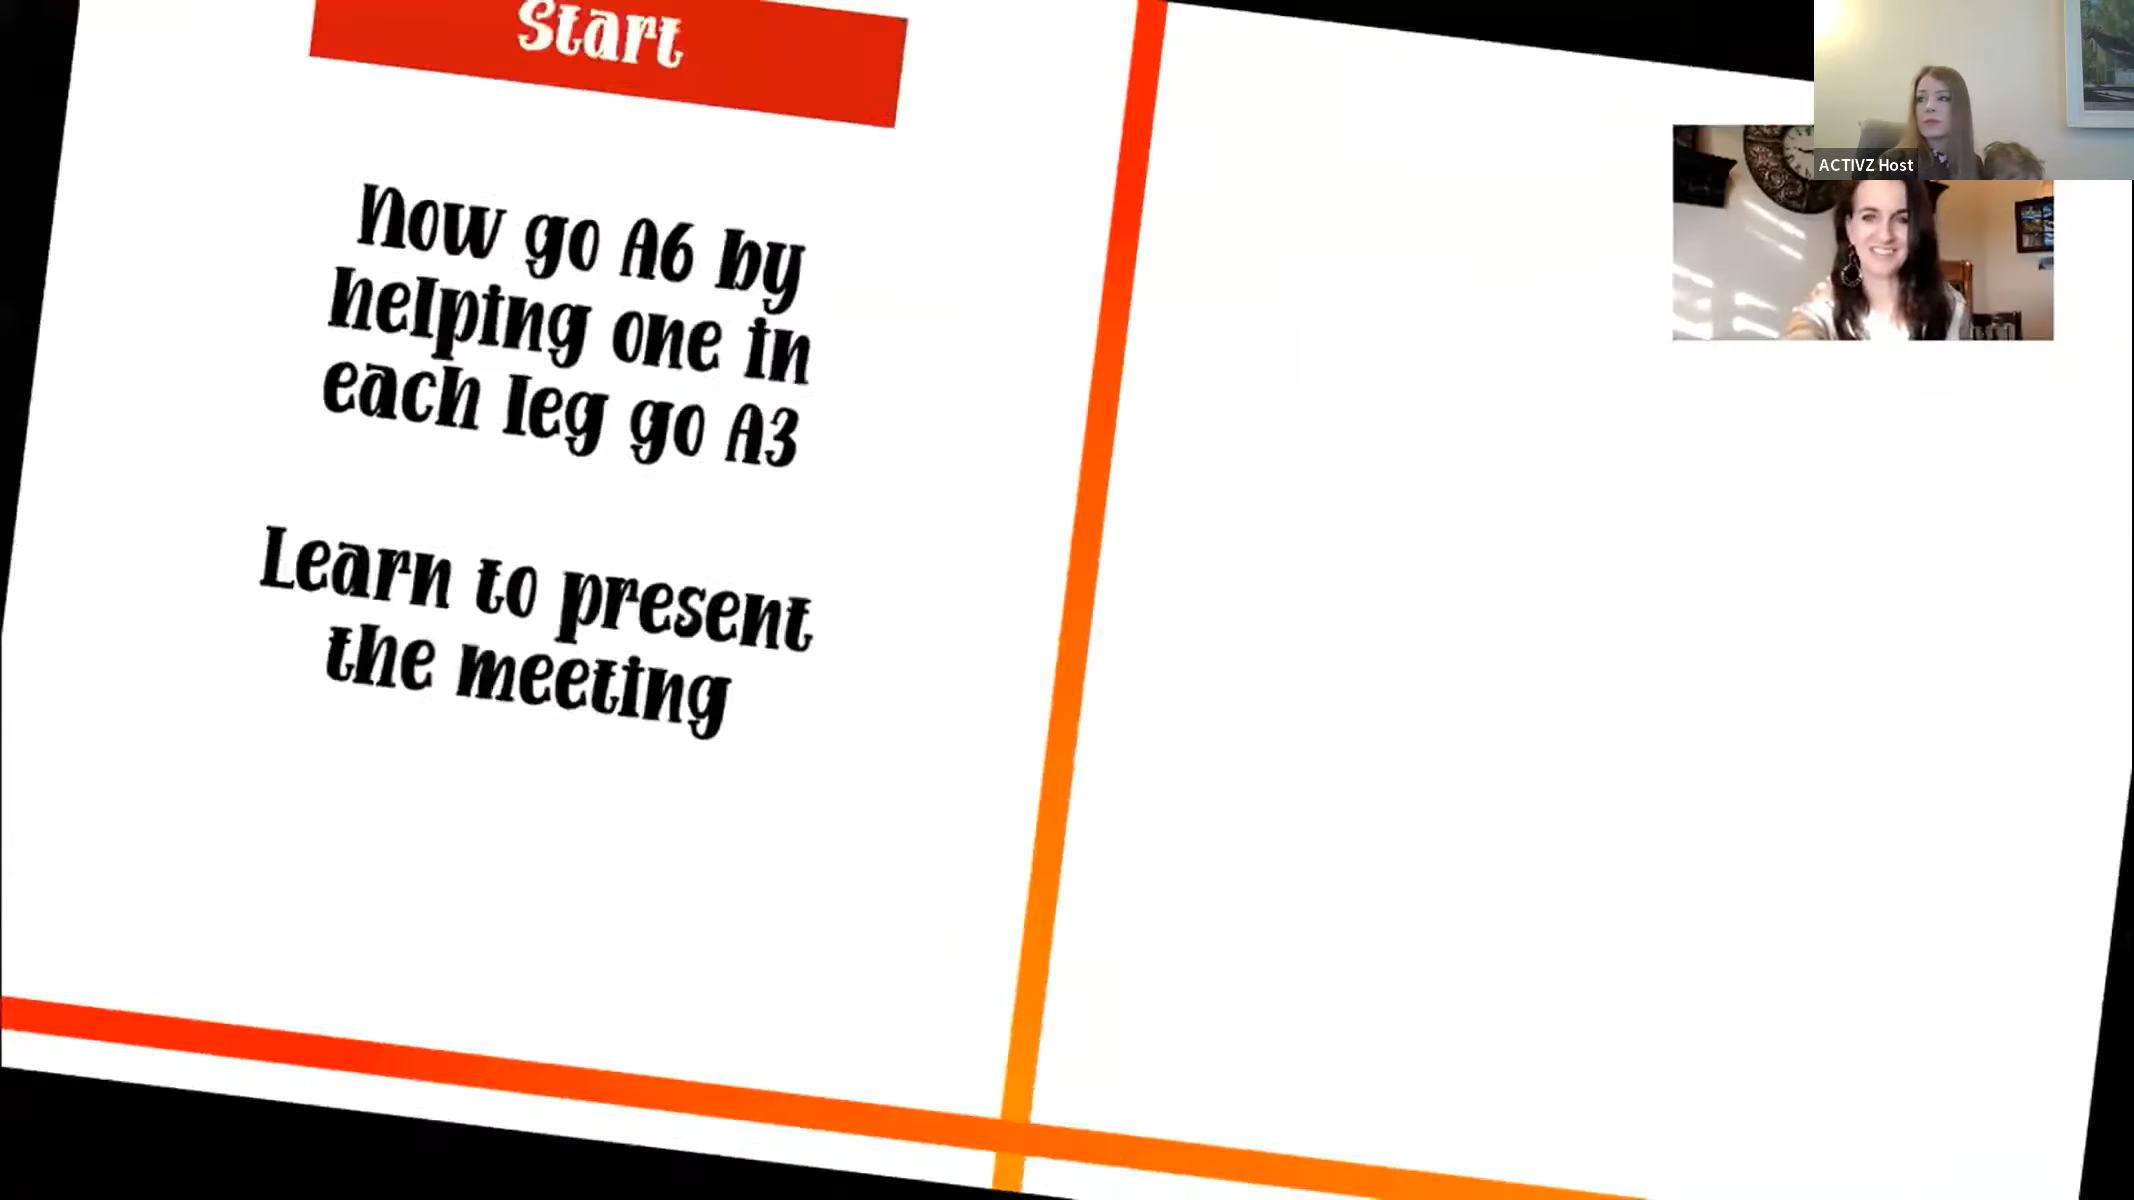 Start
Now go A6 by
helping one in
each leg go A3
Learn to present
the meeting
ACTIVZ Host